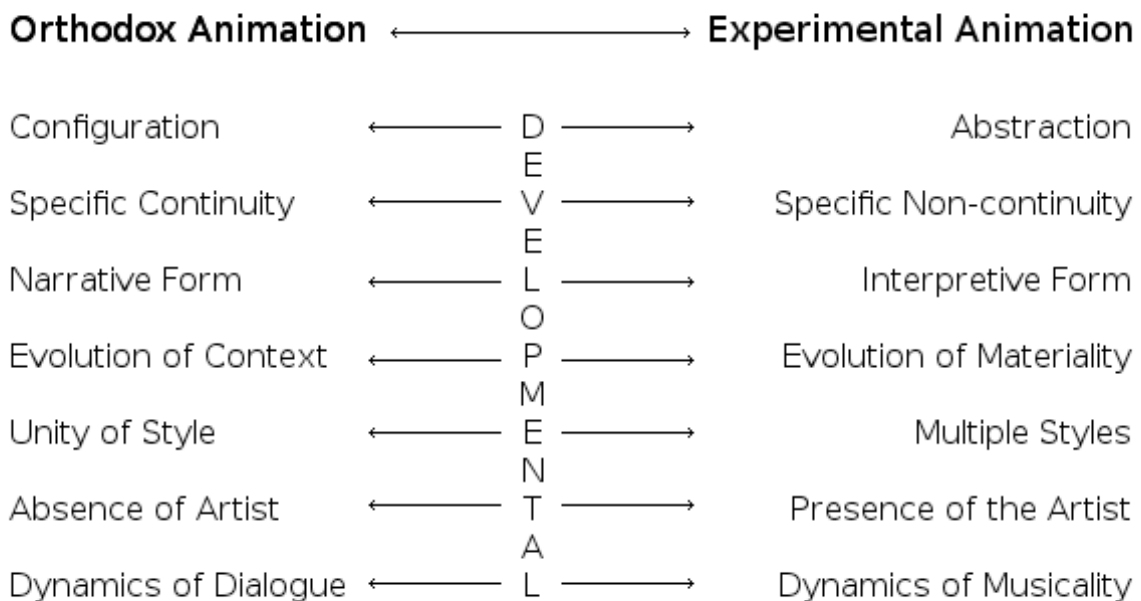 Orthodox Animation Experimental Animation
Configuration D Abstraction
E
Specific Continuity V Specific Non-continuity
E
Narrative Form L Interpretive Form
O
Evolution of Context P Evolution of Materiality
M
Unity of Style E Multiple Styles
N
Absence of Artist T Presence of the Artist
A
Dynamics of Dialogue L Dynamics of Musicality